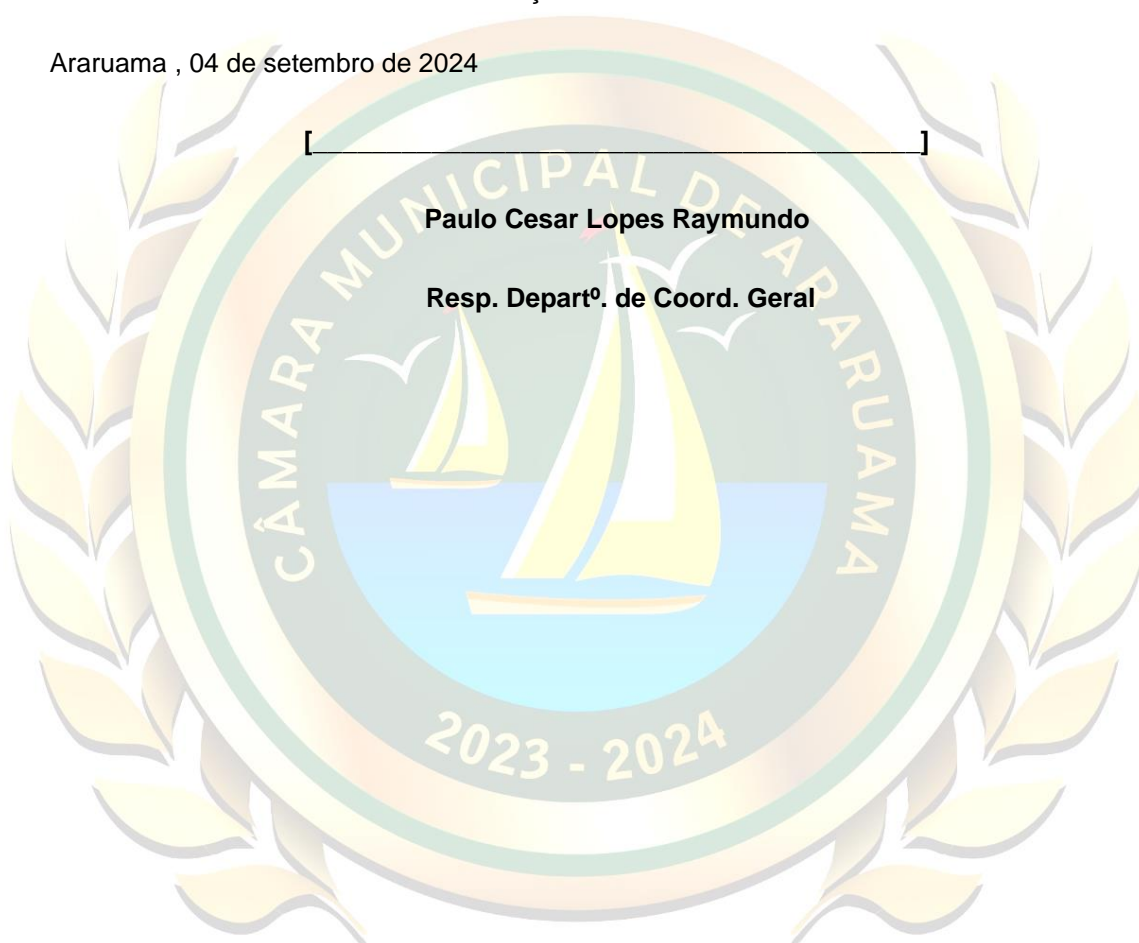 Araruama , 04 de setembro de 2024
[__________________________________________]
Paulo Cesar Lopes Raymundo
Resp. Departº. de Coord. Geral
CÂMARA MUNICIPAL DE ARARUAMA
2023 - 2024